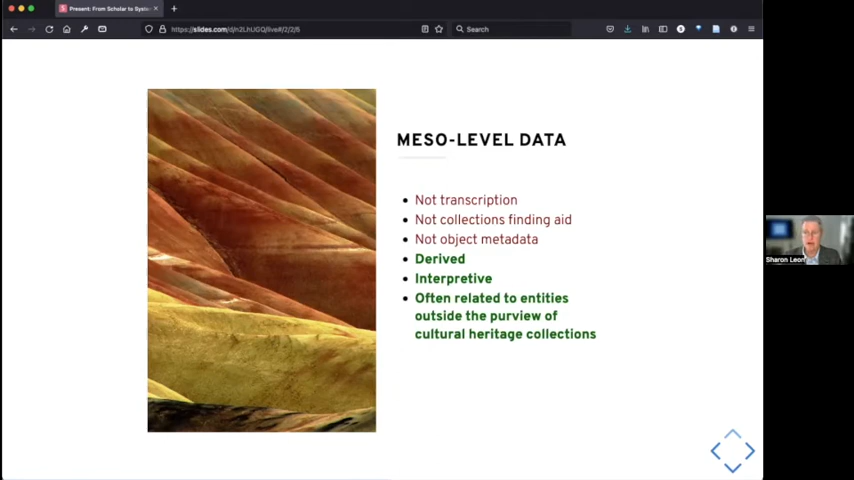 Present: From Scholar to Syste
https://slides.com/d/n2LhUGQ/live#/2/2/5
Search
MESO-LEVEL DATA
Not transcription
Not collections finding aid
Not object metadata
Derived
Interpretive
Often related to entities
outside the purview of
cultural heritage collections
Sharon Leon